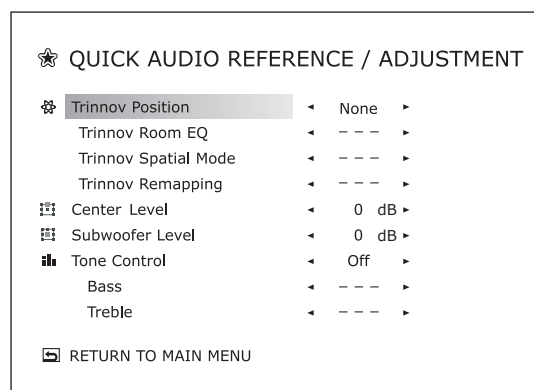 QUICK AUDIO REFERENCE / ADJUSTMENT
Trinnov Position ◂ None ▸
Trinnov Room EQ ◂ – – – ▸
Trinnov Spatial Mode ◂ – – – ▸
Trinnov Remapping ◂ – – – ▸
Center Level ◂ 0 dB ▸
Subwoofer Level ◂ 0 dB ▸
Tone Control ◂ Off ▸
Bass ◂ – – – ▸
Treble ◂ – – – ▸
RETURN TO MAIN MENU